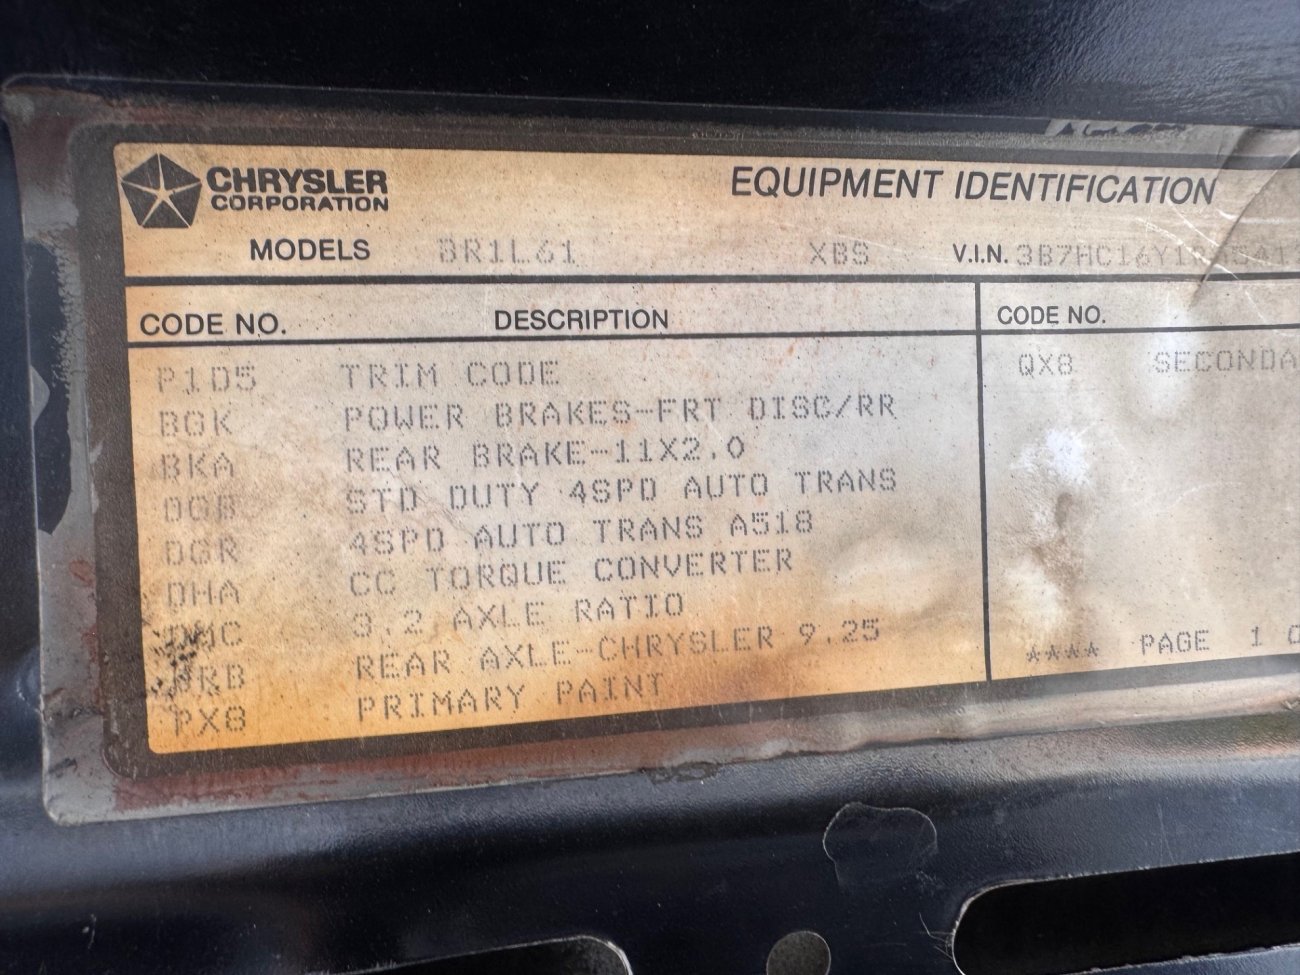 CHRYSLER
CORPORATION
EQUIPMENT IDENTIFICATION
MODELS BR1L61 XBS V.I.N.
CODE NO. DESCRIPTION CODE NO.
P1D5 TRIM CODE QX8
BGK POWER BRAKES-FRT DISC/RR
BKA REAR BRAKE-11X2.0
DGB STD DUTY 4SPD AUTO TRANS
DGR 4SPD AUTO TRANS A518
DHA CC TORQUE CONVERTER
3.2 AXLE RATIO
REAR AXLE-CHRYSLER 9.25 **** PAGE 1
PX8 PRIMARY PAINT